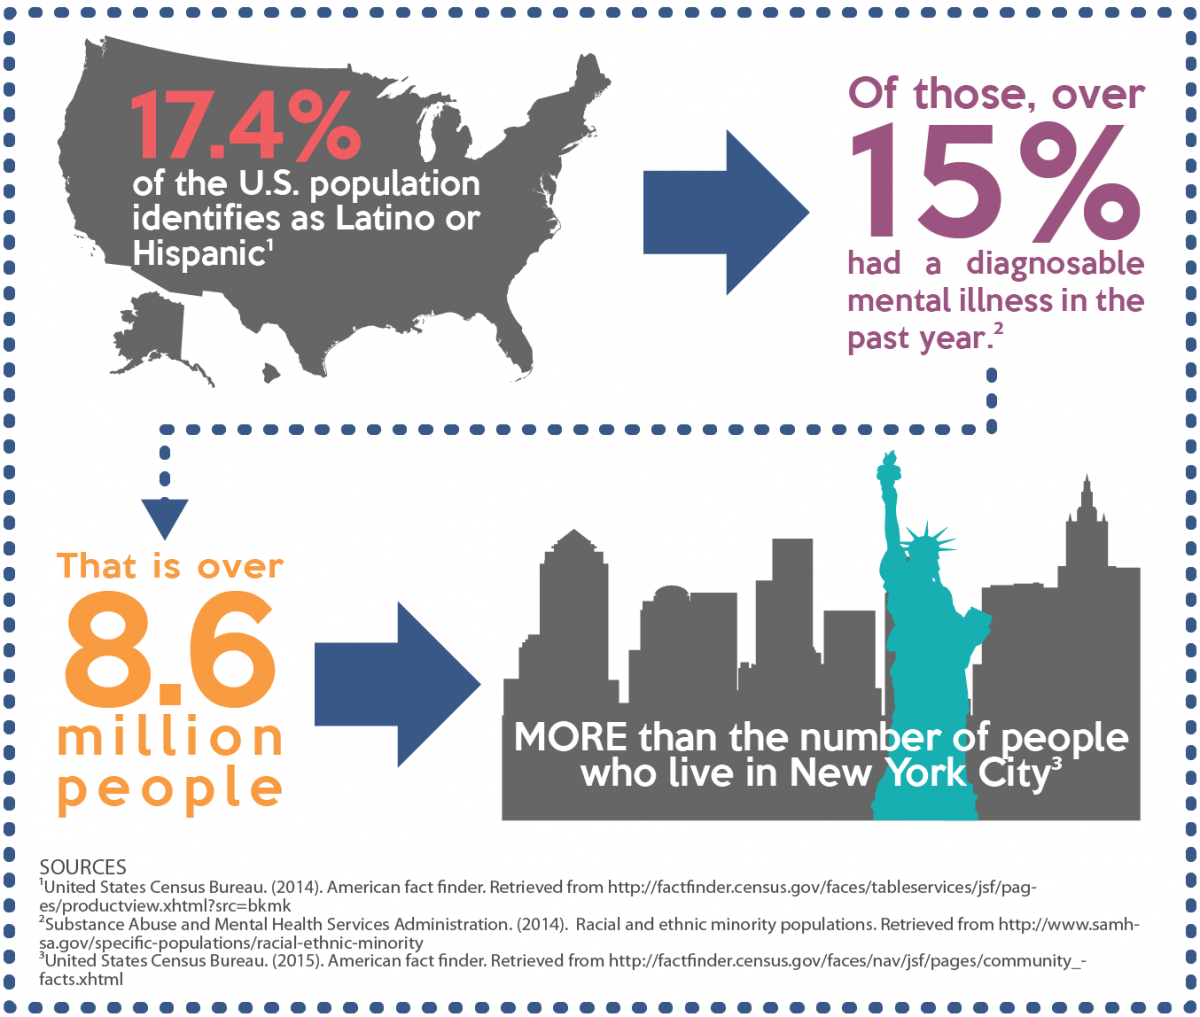 17.4%
of the U.S. population
identifies as Latino or
Hispanic¹
Of those, over
15%
had a diagnosable
mental illness in the
past year.²
That is over
8.6
million
people
MORE than the number of people
who live in New York City³
SOURCES
¹United States Census Bureau. (2014). American fact finder. Retrieved from http://factfinder.census.gov/faces/tableservices/jsf/pag-
es/productview.xhtml?src=bkmk
²Substance Abuse and Mental Health Services Administration. (2014). Racial and ethnic minority populations. Retrieved from http://www.samh-
sa.gov/specific-populations/racial-ethnic-minority
³United States Census Bureau. (2015). American fact finder. Retrieved from http://factfinder.census.gov/faces/nav/jsf/pages/community_-
facts.xhtml